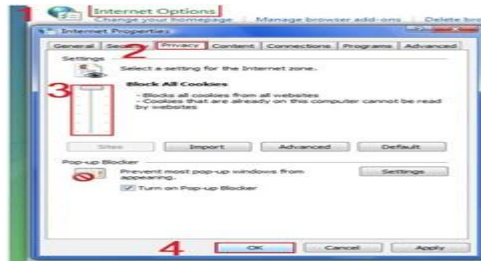 1 Internet Options
Change your homepage Manage browser add-ons Delete bro
Internet Properties
2
General Privacy Content Connections Programs Advanced
Settings
Select a setting for the Internet zone.
3
Block All Cookies
- Blocks all cookies from all websites
- Cookies that are already on this computer cannot be read
by websites
Sites Import Advanced Default
Pop-up Blocker
Prevent most pop-up windows from
appearing.
Settings
Turn on Pop-up Blocker
4 OK Cancel Apply